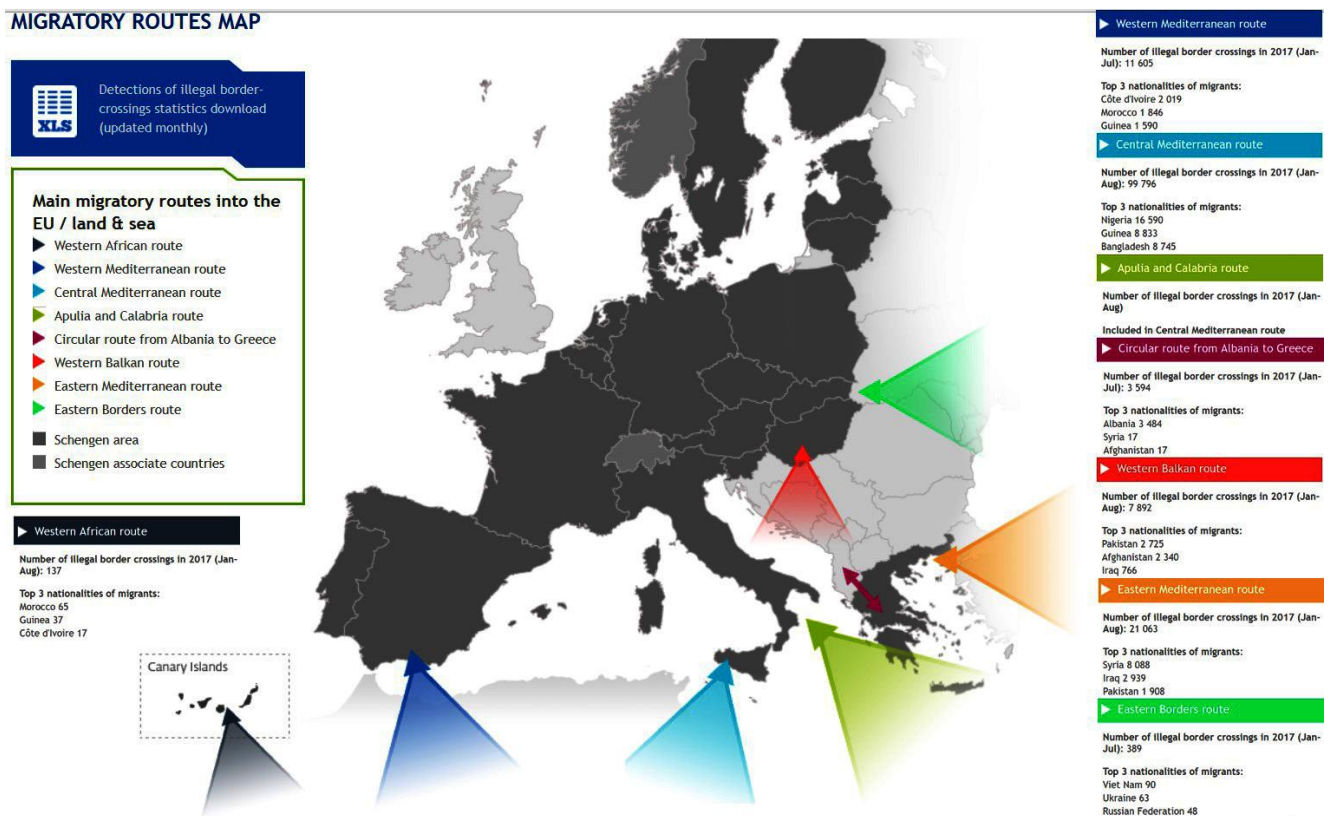 MIGRATORY ROUTES MAP
XLS
Detections of illegal border-
crossings statistics download
(updated monthly)
Main migratory routes into the
EU / land & sea
Western African route
Western Mediterranean route
Central Mediterranean route
Apulia and Calabria route
Circular route from Albania to Greece
Western Balkan route
Eastern Mediterranean route
Eastern Borders route
Schengen area
Schengen associate countries
Western African route
Number of illegal border crossings in 2017 (Jan-
Aug): 137
Top 3 nationalities of migrants:
Morocco 65
Guinea 37
Côte d'Ivoire 17
Canary Islands
Western Mediterranean route
Number of illegal border crossings in 2017 (Jan-
Jul): 11 605
Top 3 nationalities of migrants:
Côte d'Ivoire 2 019
Morocco 1 846
Guinea 1 590
Central Mediterranean route
Number of illegal border crossings in 2017 (Jan-
Aug): 99 796
Top 3 nationalities of migrants:
Nigeria 16 590
Guinea 8 833
Bangladesh 8 745
Apulia and Calabria route
Number of illegal border crossings in 2017 (Jan-
Aug)
Included in Central Mediterranean route
Circular route from Albania to Greece
Number of illegal border crossings in 2017 (Jan-
Jul): 3 594
Top 3 nationalities of migrants:
Albania 3 484
Syria 17
Afghanistan 17
Western Balkan route
Number of illegal border crossings in 2017 (Jan-
Aug): 7 892
Top 3 nationalities of migrants:
Pakistan 2 725
Afghanistan 2 340
Iraq 766
Eastern Mediterranean route
Number of illegal border crossings in 2017 (Jan-
Aug): 21 063
Top 3 nationalities of migrants:
Syria 8 088
Iraq 2 939
Pakistan 1 908
Eastern Borders route
Number of illegal border crossings in 2017 (Jan-
Jul): 389
Top 3 nationalities of migrants:
Viet Nam 90
Ukraine 63
Russian Federation 48